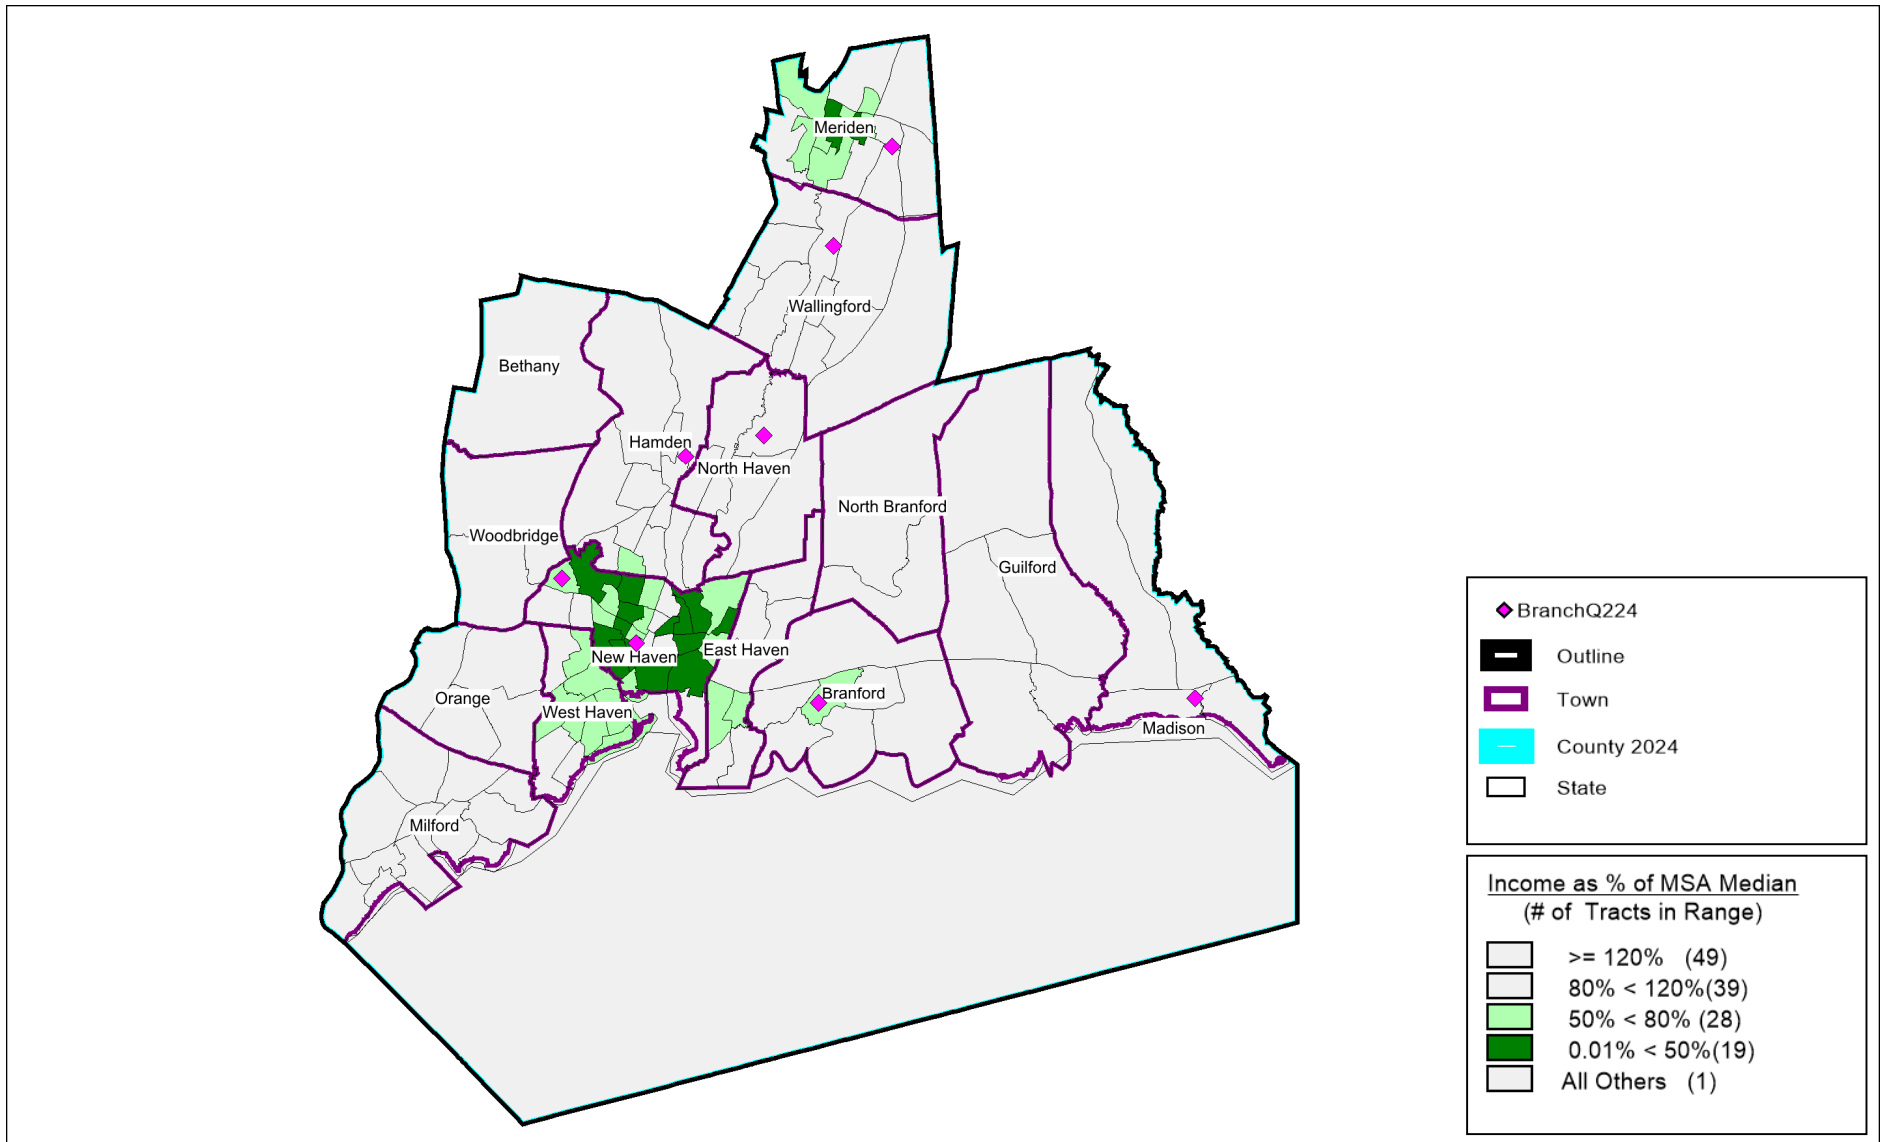 Meriden
Wallingford
Bethany
Hamden
North Haven
North Branford
Woodbridge
Guilford
East Haven
New Haven
Branford
Orange
West Haven
Madison
Milford
BranchQ224
Outline
Town
County 2024
State
Income as % of MSA Median
(# of Tracts in Range)
>= 120% (49)
80% < 120%(39)
50% < 80% (28)
0.01% < 50%(19)
All Others (1)